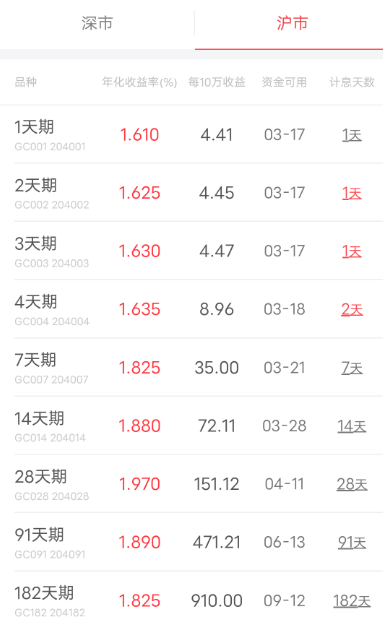 深市 沪市
品种 年化收益率(%) 每10万收益 资金可用 计息天数
1天期 1.610 4.41 03-17 1天
GC001 204001
2天期 1.625 4.45 03-17 1天
GC002 204002
3天期 1.630 4.47 03-17 1天
GC003 204003
4天期 1.635 8.96 03-18 2天
GC004 204004
7天期 1.825 35.00 03-21 7天
GC007 204007
14天期 1.880 72.11 03-28 14天
GC014 204014
28天期 1.970 151.12 04-11 28天
GC028 204028
91天期 1.890 471.21 06-13 91天
GC091 204091
182天期 1.825 910.00 09-12 182天
GC182 204182